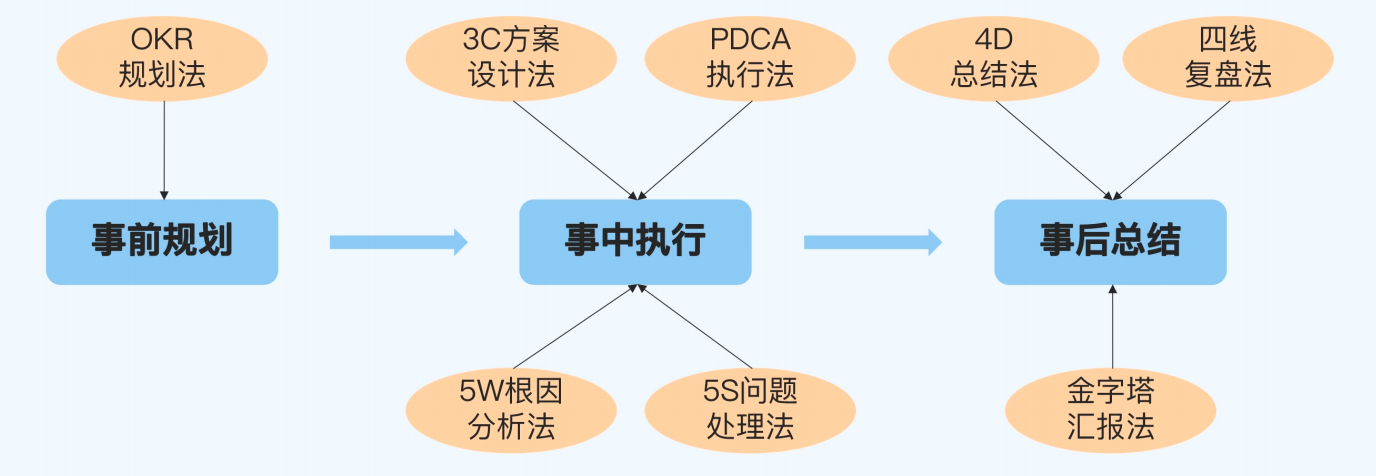 OKR
规划法
3C方案
设计法
PDCA
执行法
4D
总结法
四线
复盘法
事前规划
事中执行
事后总结
5W根因
分析法
5S问题
处理法
金字塔
汇报法